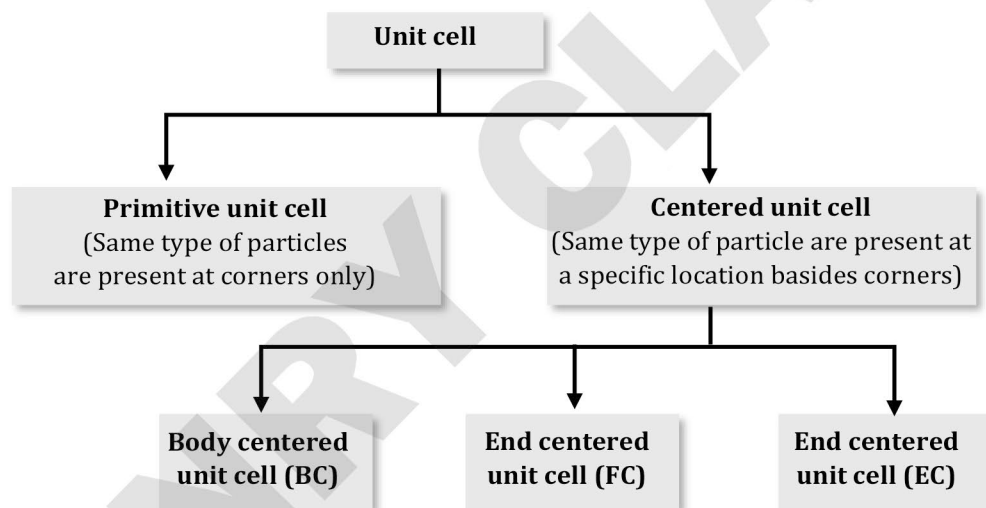 Unit cell
Primitive unit cell
(Same type of particles
are present at corners only)
Centered unit cell
(Same type of particle are present at
a specific location basides corners)
Body centered
unit cell (BC)
End centered
unit cell (FC)
End centered
unit cell (EC)